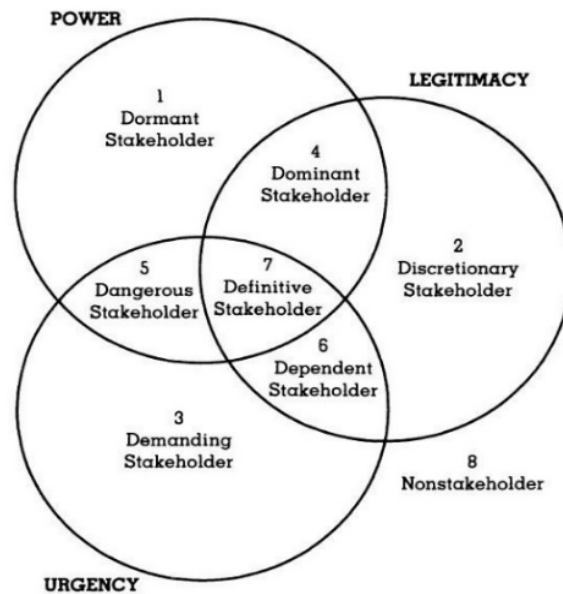 POWER
LEGITIMACY
1
Dormant
Stakeholder
4
Dominant
Stakeholder
2
Discretionary
Stakeholder
5
Dangerous
Stakeholder
7
Definitive
Stakeholder
6
Dependent
Stakeholder
3
Demanding
Stakeholder
8
Nonstakeholder
URGENCY